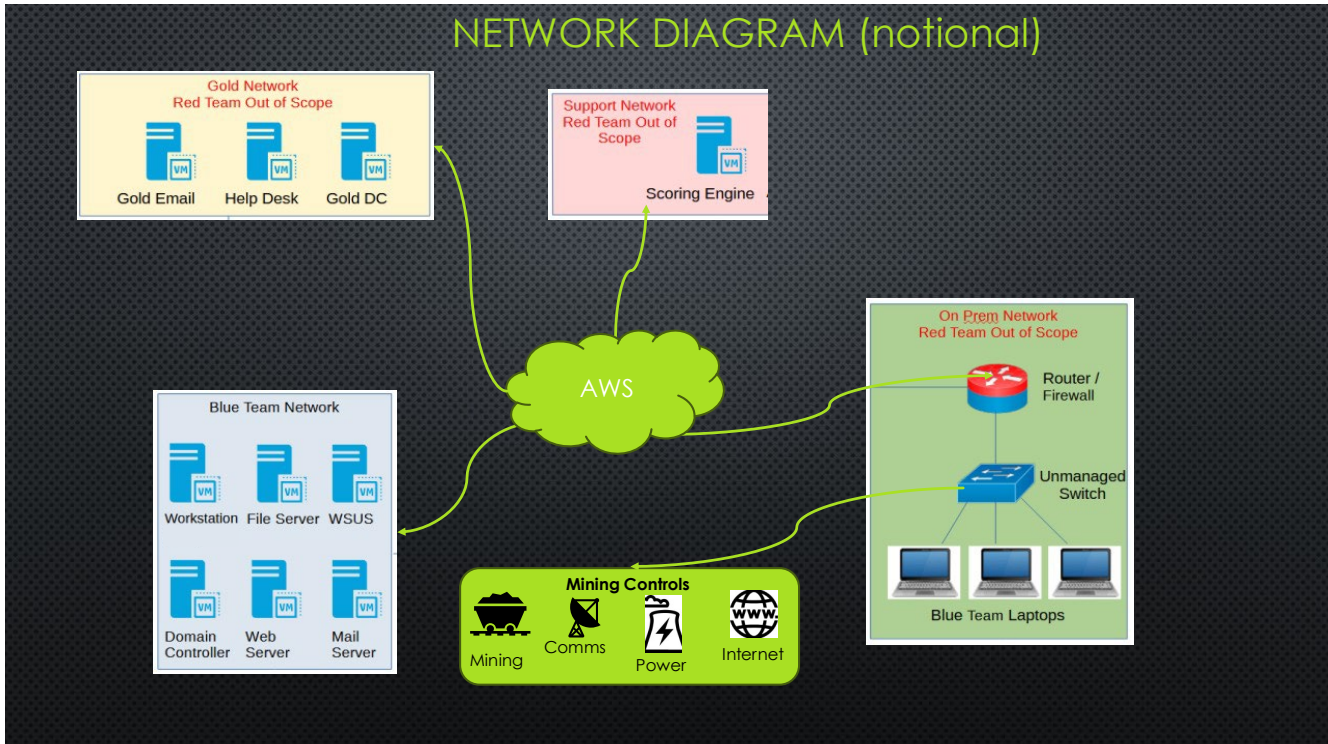 NETWORK DIAGRAM (notional)
Gold Network
Red Team Out of Scope
VM
VM
VM
Gold Email
Help Desk
Gold DC
Support Network
Red Team Out of
Scope
VM
Scoring Engine
AWS
On Prem Network
Red Team Out of Scope
Router /
Firewall
Unmanaged
Switch
Blue Team Laptops
Blue Team Network
VM
VM
VM
Workstation
File Server
WSUS
VM
VM
VM
Domain
Controller
Web
Server
Mail
Server
Mining Controls
Mining
Comms
Power
WWW.
Internet